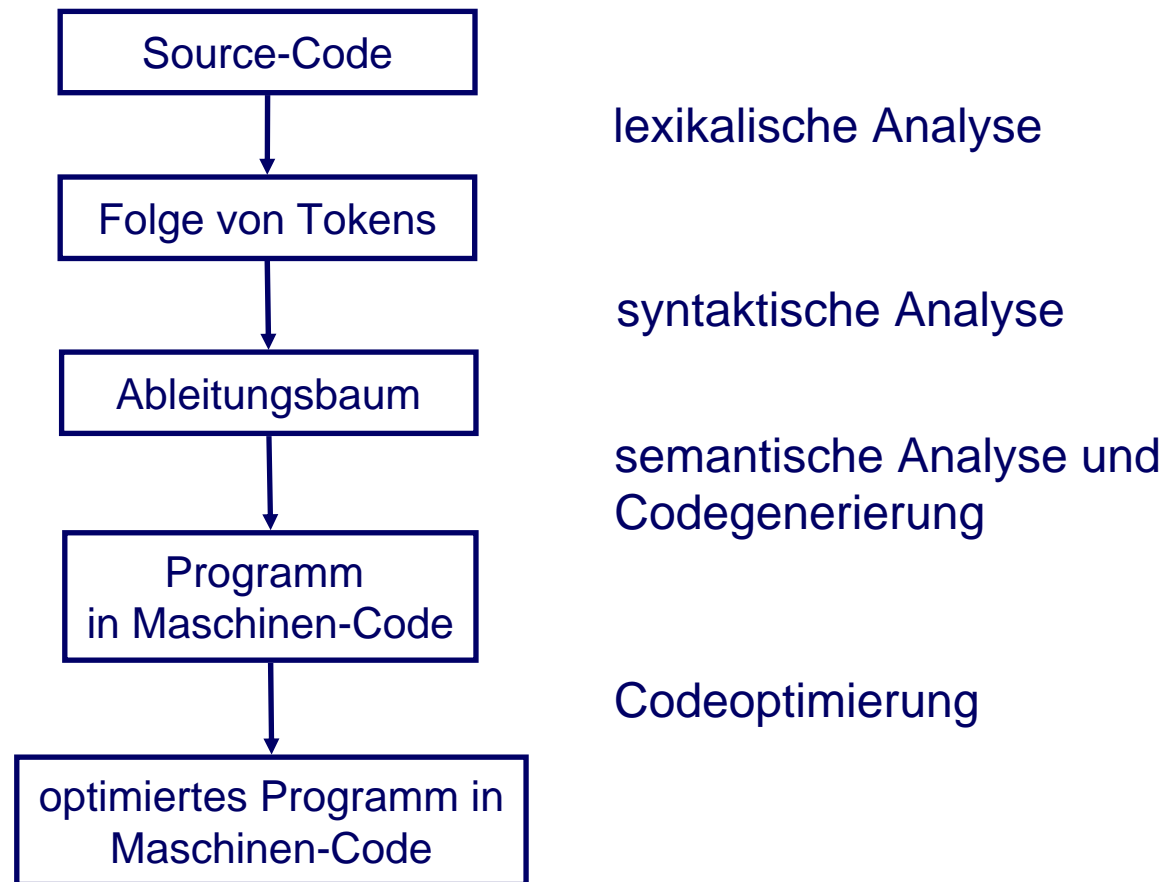 Source-Code
lexikalische Analyse
Folge von Tokens
syntaktische Analyse
Ableitungsbaum
semantische Analyse und
Codegenerierung
Programm
in Maschinen-Code
Codeoptimierung
optimiertes Programm in
Maschinen-Code